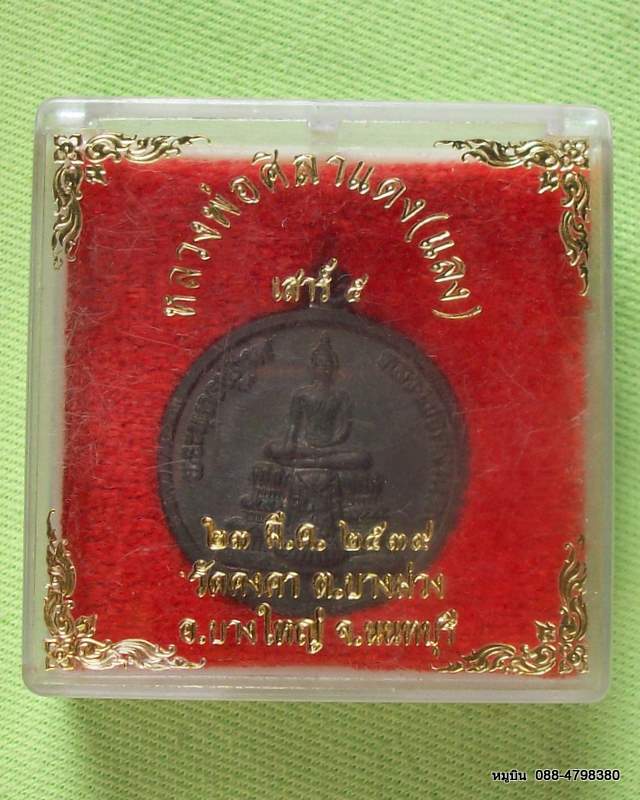 หลวงพ่อศิลาแดง(แลง)
เสาร์ ๕
๒๓ มี.ค. ๒๕๓๙
วัดคงคา ต.บางม่วง
อ.บางใหญ่ จ.นนทบุรี
หมูบิน 088-4798380